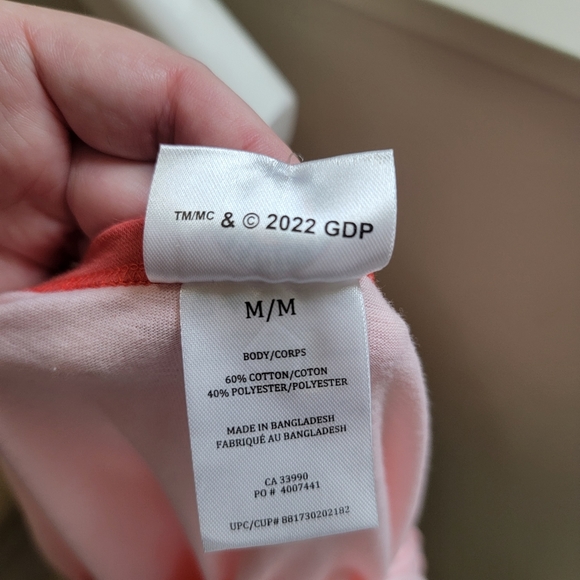 TM/MC & © 2022 GDP
M/M
BODY/CORPS
60% COTTON/COTON
40% POLYESTER/POLYESTER
MADE IN BANGLADESH
FABRIQUÉ AU BANGLADESH
CA 33990
PO # 4007441
UPC/CUP# 881730202182